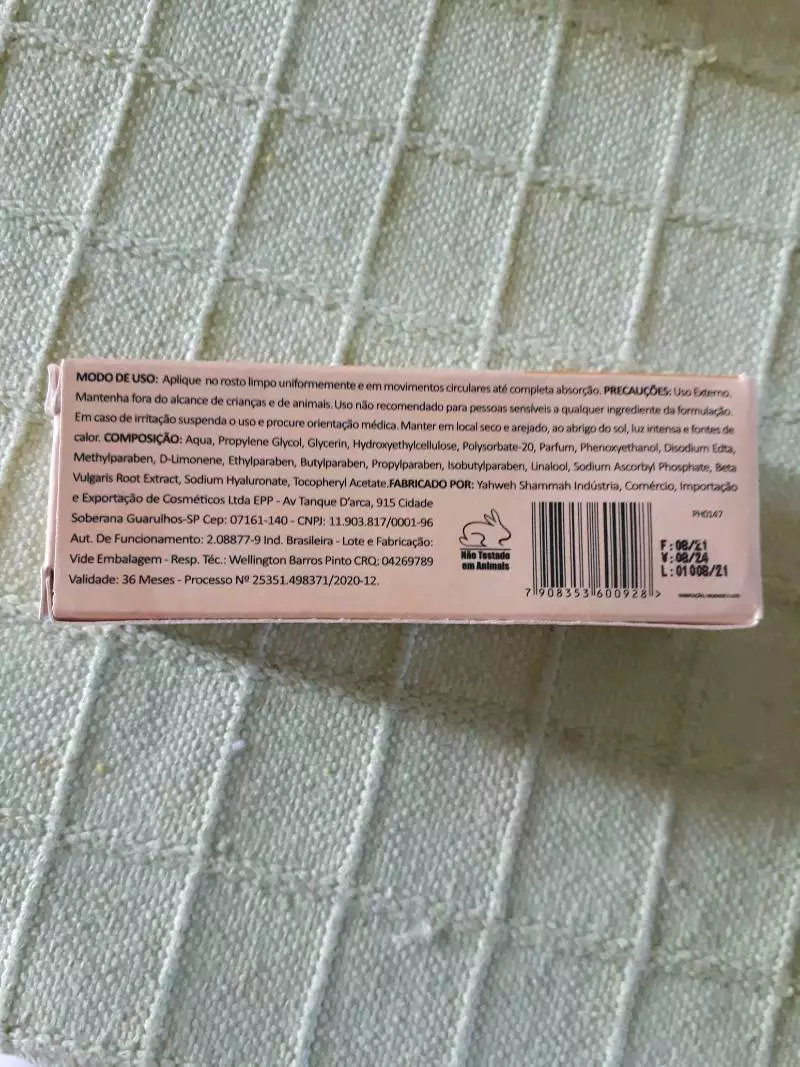 MODO DE USO: Aplique no rosto limpo uniformemente e em movimentos circulares até completa absorção. PRECAUÇÕES: Uso Externo.
Mantenha fora do alcance de crianças e de animais. Uso não recomendado para pessoas sensíveis a qualquer ingrediente da formulação.
Em caso de irritação suspenda o uso e procure orientação médica. Manter em local seco e arejado, ao abrigo do sol, luz intensa e fontes de
calor. COMPOSIÇÃO: Aqua, Propylene Glycol, Glycerin, Hydroxyethylcellulose, Polysorbate-20, Parfum, Phenoxyethanol, Disodium Edta,
Methylparaben, D-Limonene, Ethylparaben, Butylparaben, Propylparaben, Isobutylparaben, Linalool, Sodium Ascorbyl Phosphate, Beta
Vulgaris Root Extract, Sodium Hyaluronate, Tocopheryl Acetate.FABRICADO POR: Yahweh Shammah Indústria, Comércio, Importação
e Exportação de Cosméticos Ltda EPP - Av Tanque D'arca, 915 Cidade
Soberana Guarulhos-SP Cep: 07161-140 - CNPJ: 11.903.817/0001-96
Aut. De Funcionamento: 2.08877-9 Ind. Brasileira - Lote e Fabricação:
Vide Embalagem - Resp. Téc.: Wellington Barros Pinto CRQ: 04269789
Validade: 36 Meses - Processo Nº 25351.498371/2020-12.
Não Testado
em Animais
7 908353 600928 >
PH0147
F:08/21
V:08/24
L:01008/21